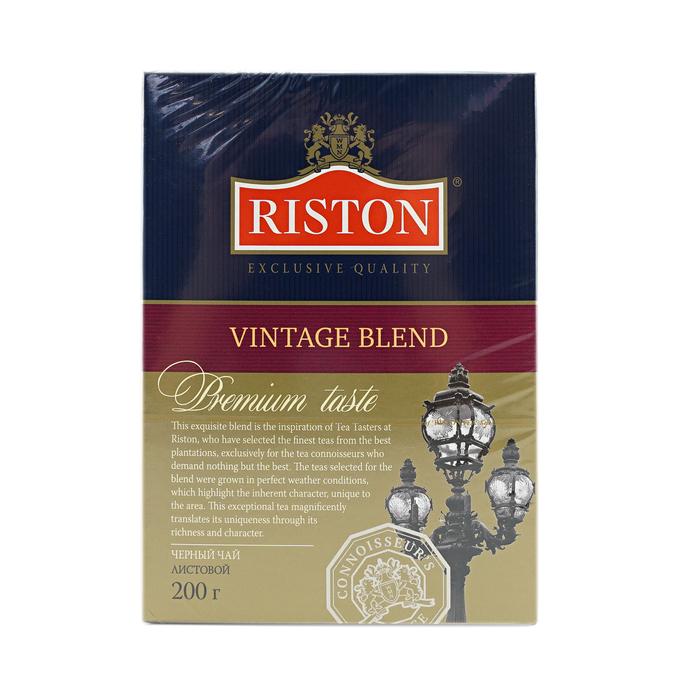 WMN
RISTON
®
EXCLUSIVE QUALITY
VINTAGE BLEND
Premium taste
This exquisite blend is the inspiration of Tea Tasters at
Riston, who have selected the finest teas from the best
plantations, exclusively for the tea connoisseurs who
demand nothing but the best. The teas selected for the
blend were grown in perfect weather conditions,
which highlight the inherent character, unique to
the area. This exceptional tea magnificently
translates its uniqueness through its
richness and character.
ЧЕРНЫЙ ЧАЙ
ЛИСТОВОЙ
200 г
CONNOISSEUR'S